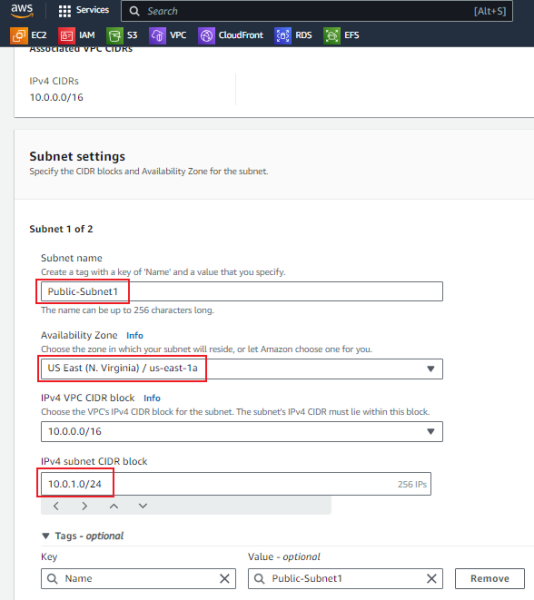 aws
Services
Search
[Alt+S]
EC2
IAM
S3
VPC
CloudFront
RDS
EFS
Associated VPC CIDRs
IPv4 CIDRs
10.0.0.0/16
Subnet settings
Specify the CIDR blocks and Availability Zone for the subnet.
Subnet 1 of 2
Subnet name
Create a tag with a key of 'Name' and a value that you specify.
Public-Subnet1
The name can be up to 256 characters long.
Availability Zone Info
Choose the zone in which your subnet will reside, or let Amazon choose one for you.
US East (N. Virginia) / us-east-1a
IPv4 VPC CIDR block Info
Choose the VPC's IPv4 CIDR block for the subnet. The subnet's IPv4 CIDR must lie within this block.
10.0.0.0/16
IPv4 subnet CIDR block
10.0.1.0/24
256 IPs
Tags - optional
Key
Value - optional
Name
Public-Subnet1
Remove